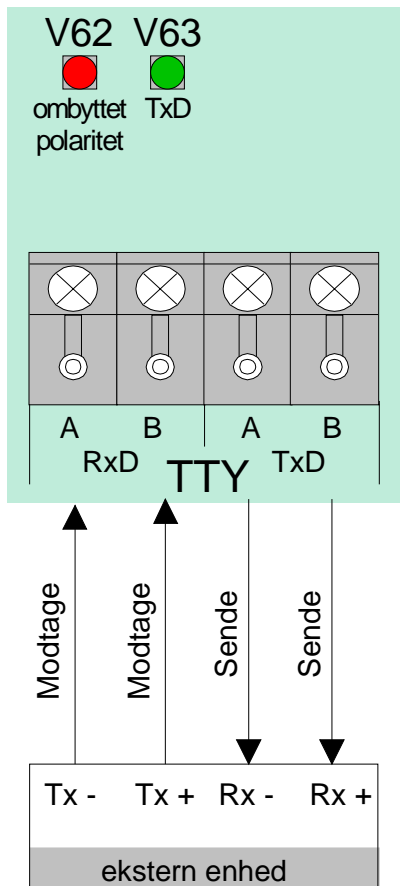 V62 V63
ombyttet TxD
polaritet
A B A B
RxD TTY TxD
Modtage Modtage Sende Sende
Tx - Tx + Rx - Rx +
ekstern enhed